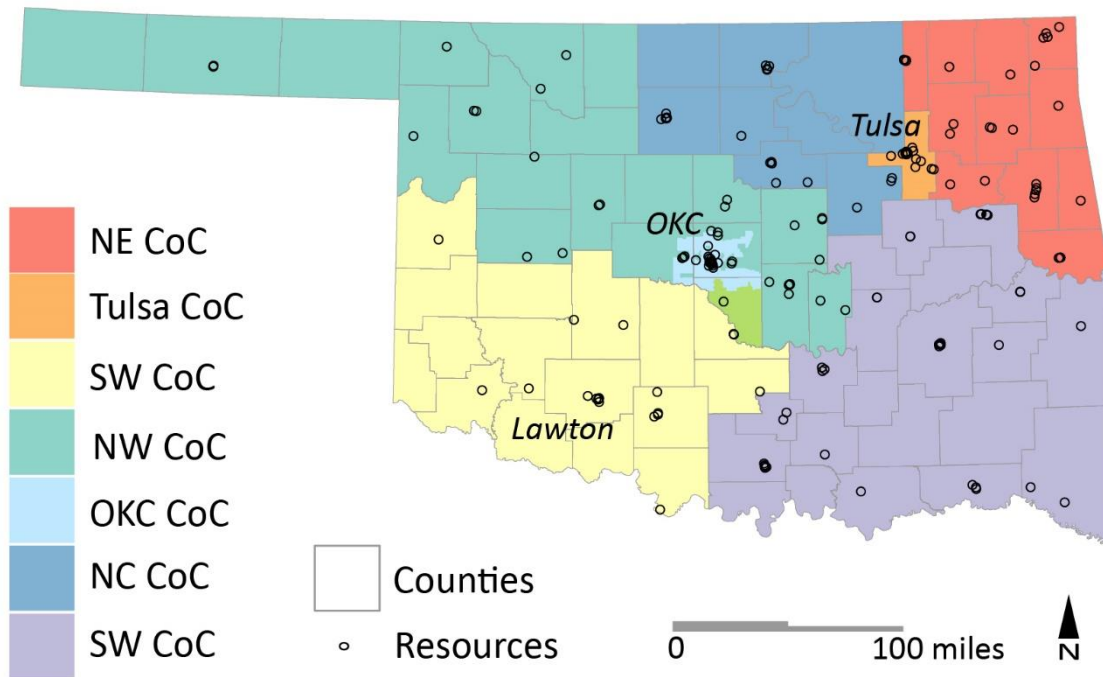 Tulsa
OKC
Lawton
NE CoC
Tulsa CoC
SW CoC
NW CoC
OKC CoC
NC CoC
SW CoC
Counties
Resources
0 100 miles
N